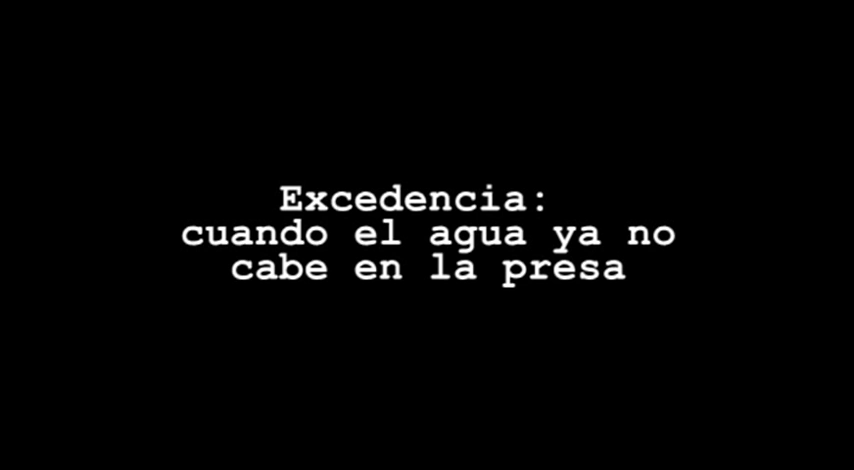 Excedencia:
cuando el agua ya no
cabe en la presa